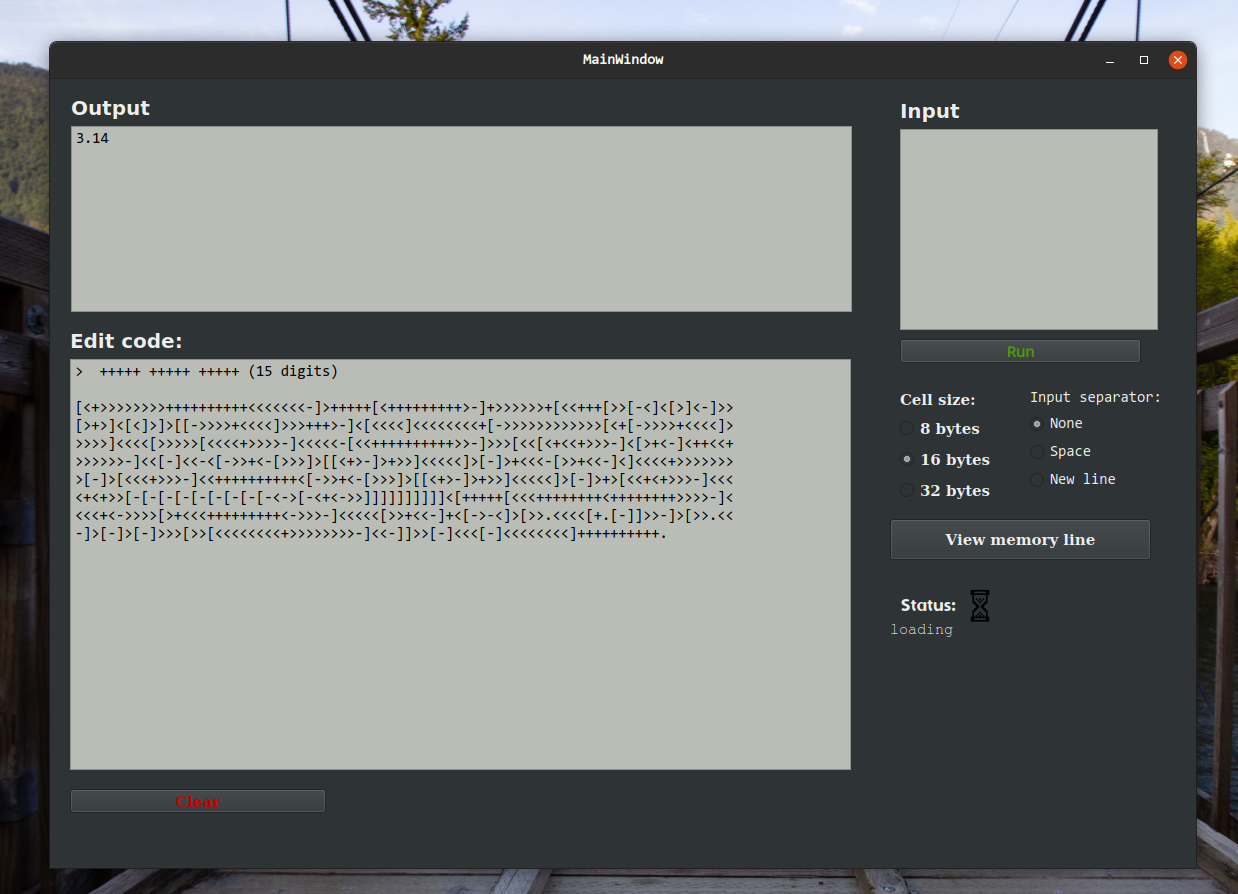 MainWindow
Output
3.14
Input
Run
Edit code:
>  +++++ +++++ +++++ (15 digits)
[<+>>>>>>>>++++++++++<<<<<<<-]>+++++[<+++++++++>-]+>>>>>>+[<<+++[>>[-<]<[>]<-]>>
[>+>]<[<]>]>[[->>>>+<<<<]>>>+++>-]<[<<<<]<<<<<<<<+[->>>>>>>>>>>>[<+[->>>>+<<<<]>
>>>>]<<<<[>>>>>[<<<<+>>>>-]<<<<<-[<<++++++++++>>-]>>>[<<[<+<<+>>>-]<[>+<-]<++<<+
>>>>>>-]<<[-]<<-<[->>+<-[>>>]>[[<+>-]>+>>]<<<<<]>[-]>+<<<-[>>+<<-]<]<<<<+>>>>>>>
>[-]>[<<<+>>>-]<<++++++++++<[->>+<-[>>>]>[[<+>-]>+>>]<<<<<]>[-]>+>[<<+<+>>>-]<<<
<+<+>>[-[-[-[-[-[-[-[-[-<->[-<+<->>]]]]]]]]]]<[+++++[<<<++++++++<++++++++>>>>-]<
<<<+<->>>>[>+<<<+++++++++<->>>-]<<<<<[>>+<<-]+<[->-<]>[>>.<<<<[+.[-]]>>-]>[>>.<<
-]>[-]>[-]>>>[>>[<<<<<<<<+>>>>>>>>-]<<-]]>>[-]<<<[-]<<<<<<<<]++++++++++.
Cell size:
8 bytes
16 bytes
32 bytes
Input separator:
None
Space
New line
View memory line
Status:
loading
Clear